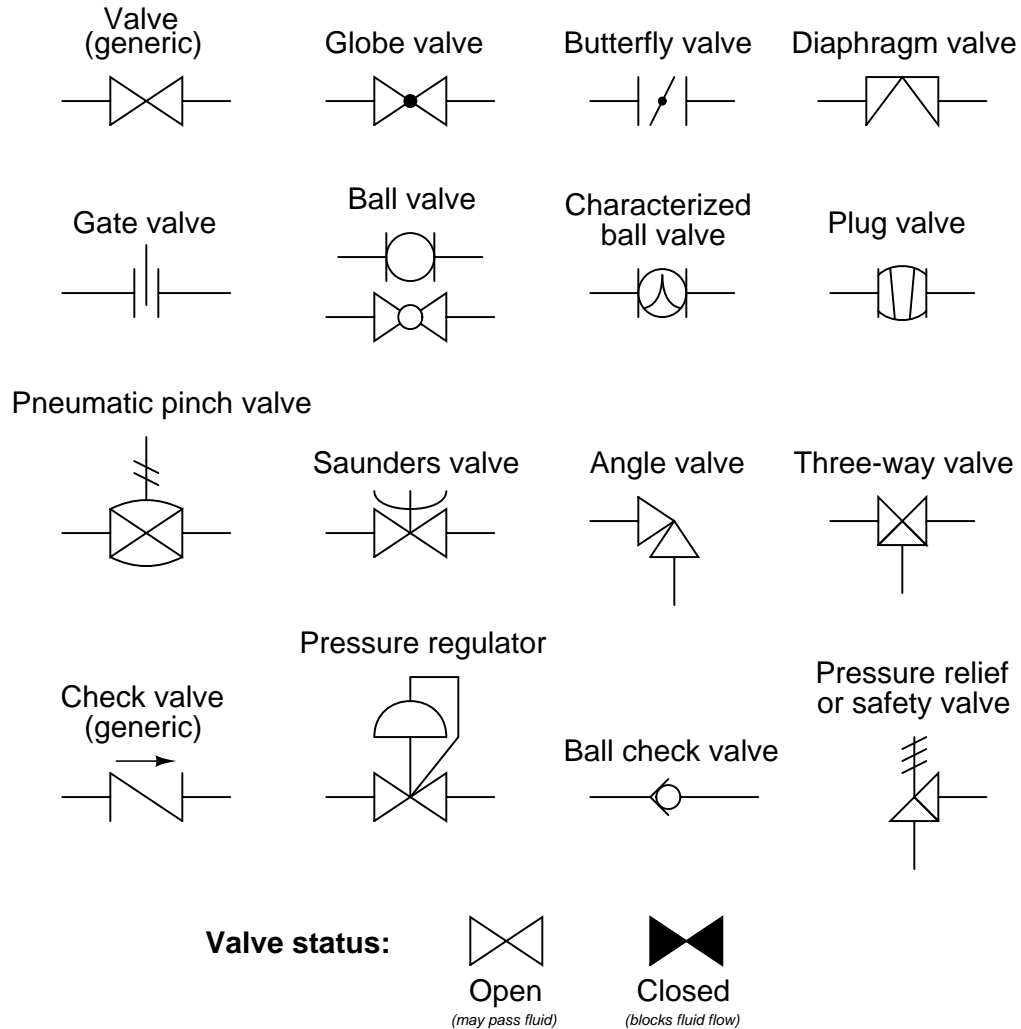 Valve
(generic)
Globe valve
Butterfly valve
Diaphragm valve
Gate valve
Ball valve
Characterized
ball valve
Plug valve
Pneumatic pinch valve
Saunders valve
Angle valve
Three-way valve
Check valve
(generic)
Pressure regulator
Ball check valve
Pressure relief
or safety valve
Valve status:
Open
(may pass fluid)
Closed
(blocks fluid flow)